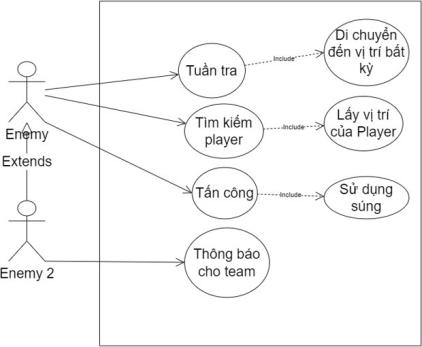 Di chuyển
đến vị trí bất
kỳ
Include
Tuần tra
Enemy
Tìm kiếm
player
Include
Lấy vị trí
của Player
Extends
Tấn công
Include
Sử dụng
súng
Enemy 2
Thông báo
cho team